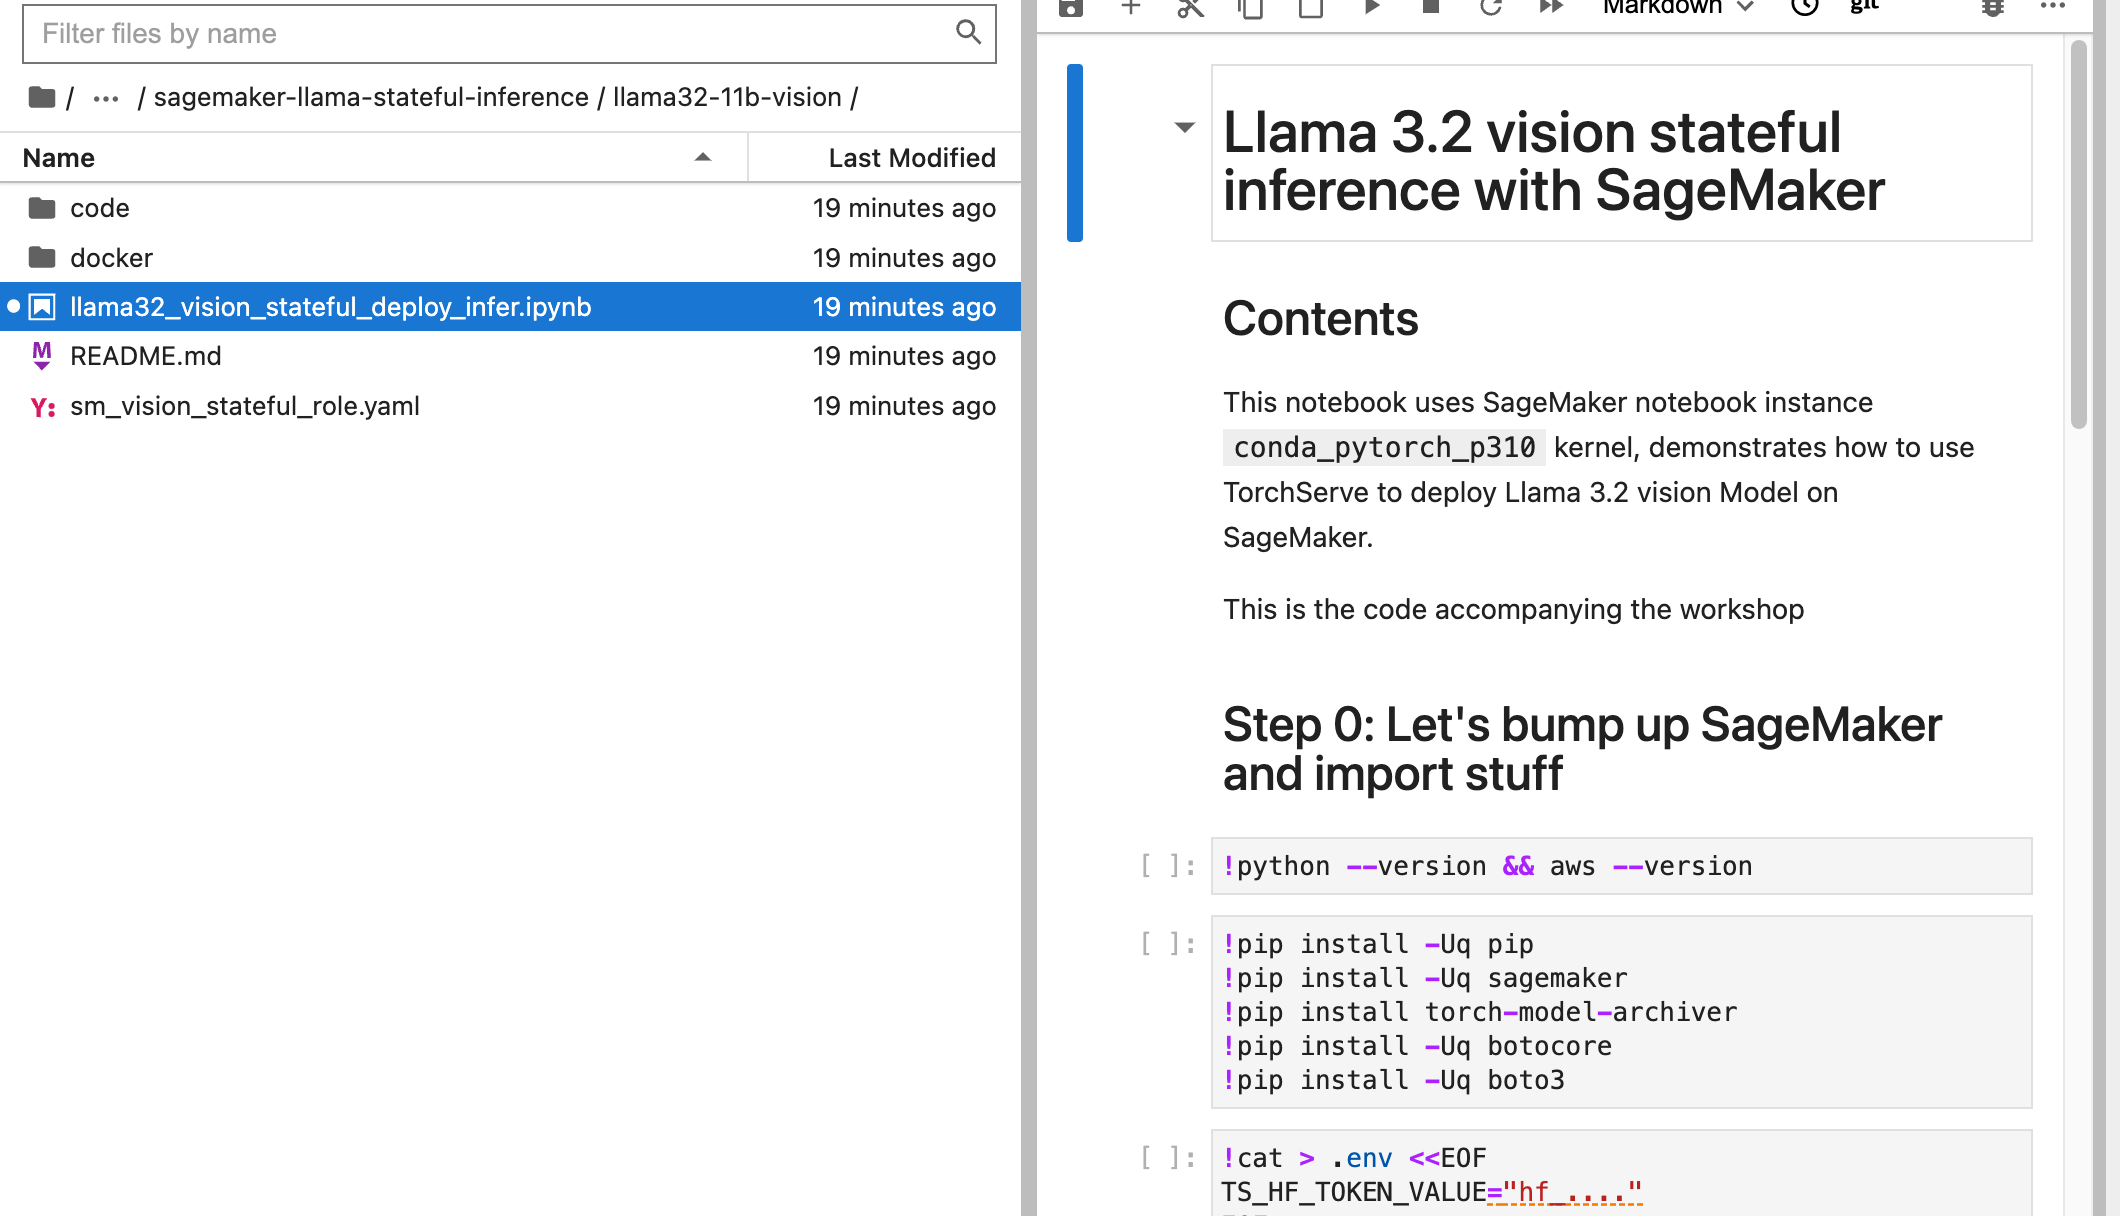 Filter files by name
/ ··· / sagemaker-llama-stateful-inference / llama32-11b-vision /
Name Last Modified
code 19 minutes ago
docker 19 minutes ago
llama32_vision_stateful_deploy_infer.ipynb 19 minutes ago
README.md 19 minutes ago
Y: sm_vision_stateful_role.yaml 19 minutes ago
Markdown git
Llama 3.2 vision stateful
inference with SageMaker
Contents
This notebook uses SageMaker notebook instance
conda_pytorch_p310 kernel, demonstrates how to use
TorchServe to deploy Llama 3.2 vision Model on
SageMaker.
This is the code accompanying the workshop
Step 0: Let's bump up SageMaker
and import stuff
[ ]: !python --version && aws --version
[ ]: !pip install -Uq pip
!pip install -Uq sagemaker
!pip install torch-model-archiver
!pip install -Uq botocore
!pip install -Uq boto3
[ ]: !cat > .env <<EOF
TS_HF_TOKEN_VALUE="hf_...."